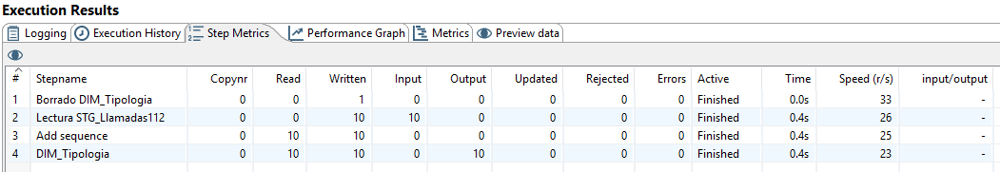 Execution Results
Logging Execution History Step Metrics Performance Graph Metrics Preview data
# Stepname Copynr Read Written Input Output Updated Rejected Errors Active Time Speed (r/s) input/output
1 Borrado DIM_Tipologia 0 0 1 0 0 0 0 0 Finished 0.0s 33 -
2 Lectura STG_Llamadas112 0 0 10 10 0 0 0 0 Finished 0.4s 26 -
3 Add sequence 0 10 10 0 0 0 0 0 Finished 0.4s 25 -
4 DIM_Tipologia 0 10 10 0 10 0 0 0 Finished 0.4s 23 -